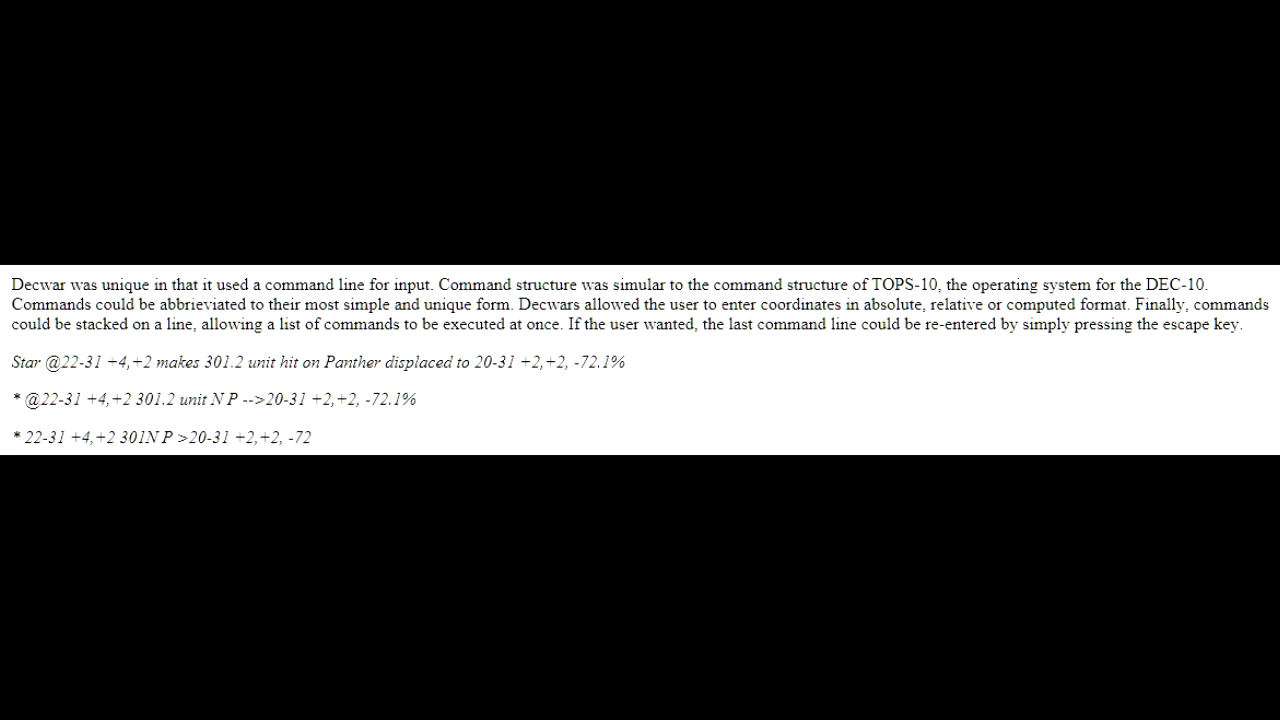 Decwar was unique in that it used a command line for input. Command structure was simular to the command structure of TOPS-10, the operating system for the DEC-10.
Commands could be abbrieviated to their most simple and unique form. Decwars allowed the user to enter coordinates in absolute, relative or computed format. Finally, commands
could be stacked on a line, allowing a list of commands to be executed at once. If the user wanted, the last command line could be re-entered by simply pressing the escape key.
Star @22-31 +4,+2 makes 301.2 unit hit on Panther displaced to 20-31 +2,+2, -72.1%
* @22-31 +4,+2 301.2 unit N P -->20-31 +2,+2, -72.1%
* 22-31 +4,+2 301N P >20-31 +2,+2, -72